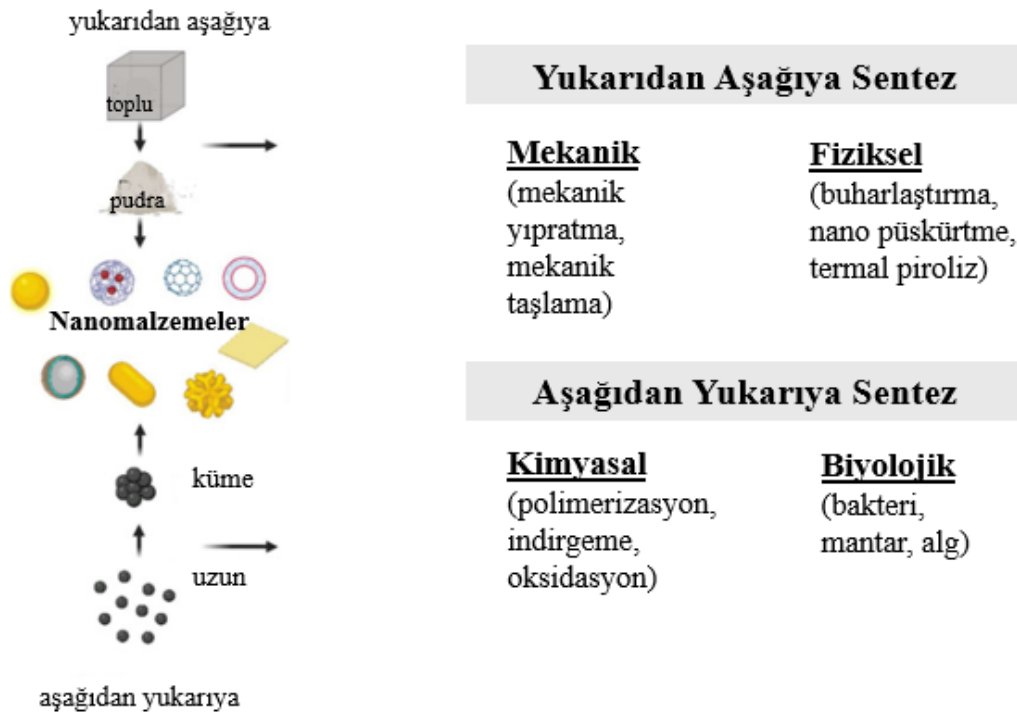 yukarıdan aşağıya
toplu
pudra
Nanomalzemeler
küme
uzun
aşağıdan yukarıya
Yukarıdan Aşağıya Sentez
Mekanik
(mekanik
yıpratma,
mekanik
taşlama)
Fiziksel
(buharlaştırma,
nano püskürtme,
termal piroliz)
Aşağıdan Yukarıya Sentez
Kimyasal
(polimerizasyon,
indirgeme,
oksidasyon)
Biyolojik
(bakteri,
mantar, alg)